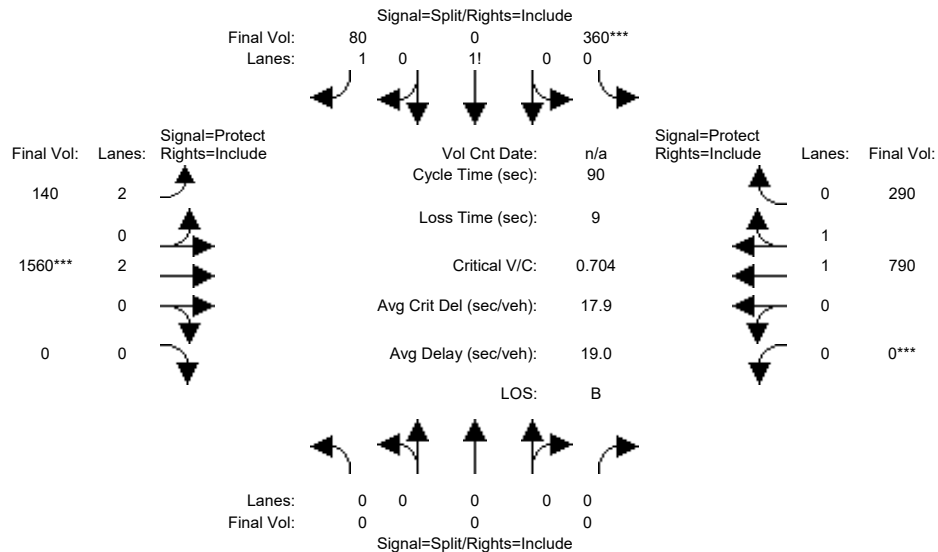 Signal=Split/Rights=Include
Final Vol: 80 0 360***
Lanes: 1 0 1! 0 0
Signal=Protect
Final Vol: Lanes: Rights=Include
Vol Cnt Date: n/a
Signal=Protect
Rights=Include Lanes: Final Vol:
Cycle Time (sec): 90
140 2
0 290
Loss Time (sec): 9
0
1
1560*** 2
Critical V/C: 0.704
1 790
0
Avg Crit Del (sec/veh): 17.9
0
0 0
Avg Delay (sec/veh): 19.0
0 0***
LOS: B
Lanes: 0 0 0 0 0
Final Vol: 0 0 0
Signal=Split/Rights=Include